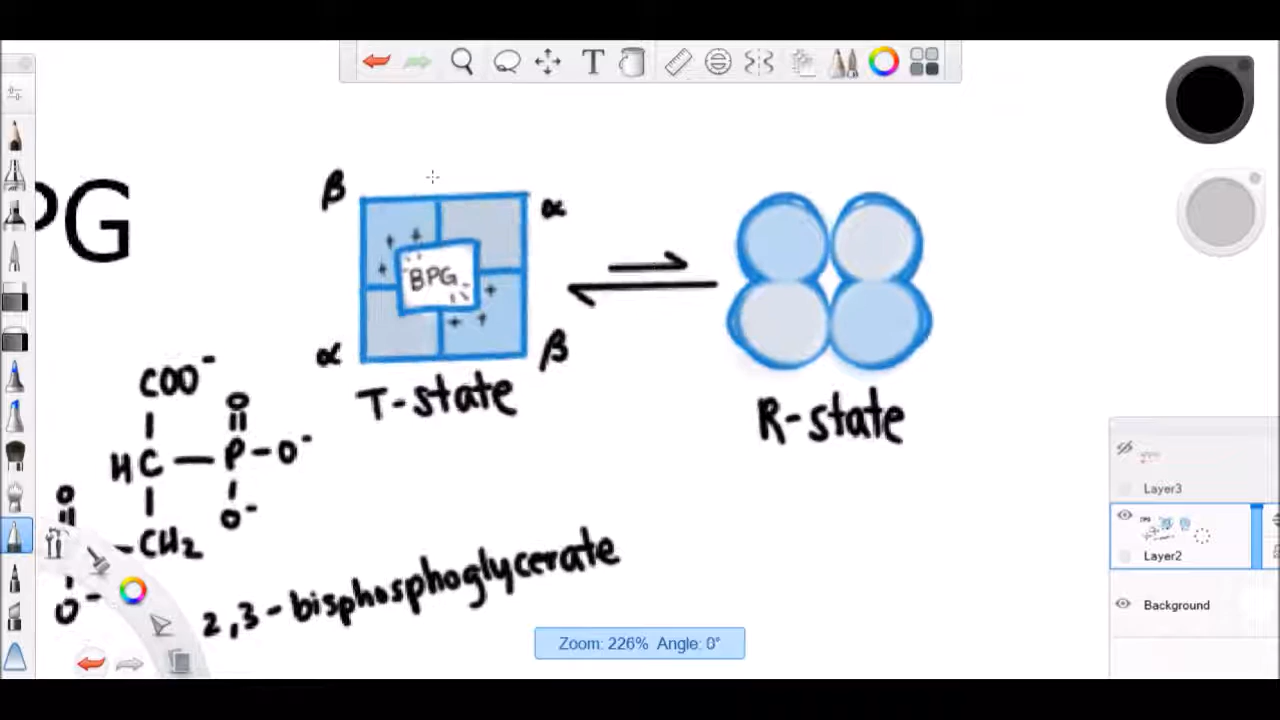 PG
β
α
+ +
+
BPG
+
+ +
α
β
T-state
R-state
COO⁻
O
HC — P - O⁻
O
O⁻
-CH₂
O⁻
2,3-bisphosphoglycerate
T
Layer3
Layer2
Background
Zoom: 226% Angle: 0°